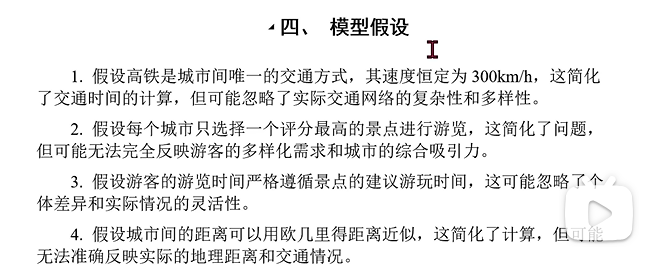 四、 模型假设
1. 假设高铁是城市间唯一的交通方式，其速度恒定为 300km/h，这简化
了交通时间的计算，但可能忽略了实际交通网络的复杂性和多样性。
2. 假设每个城市只选择一个评分最高的景点进行游览，这简化了问题，
但可能无法完全反映游客的多样化需求和城市的综合吸引力。
3. 假设游客的游览时间严格遵循景点的建议游玩时间，这可能忽略了个
体差异和实际情况的灵活性。
4. 假设城市间的距离可以用欧几里得距离近似，这简化了计算，但可能
无法准确反映实际的地理距离和交通情况。